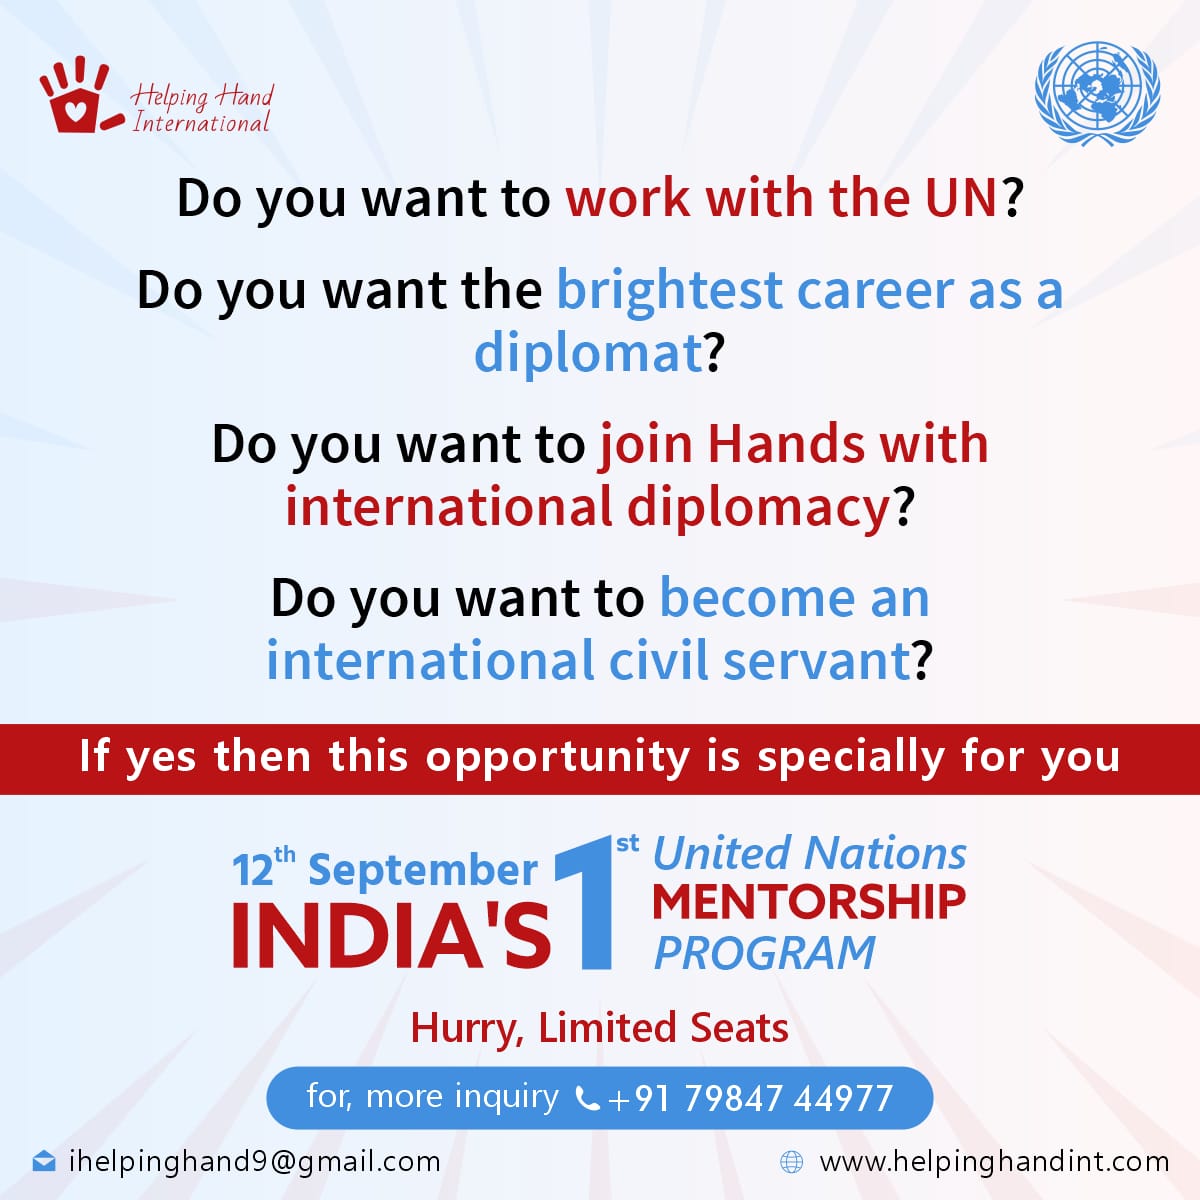 Helping Hand
International
Do you want to work with the UN?
Do you want the brightest career as a
diplomat?
Do you want to join Hands with
international diplomacy?
Do you want to become an
international civil servant?
If yes then this opportunity is specially for you
12th September
INDIA'S
1st
United Nations
MENTORSHIP
PROGRAM
Hurry, Limited Seats
for, more inquiry +91 79847 44977
ihelpinghand9@gmail.com
www.helpinghandint.com